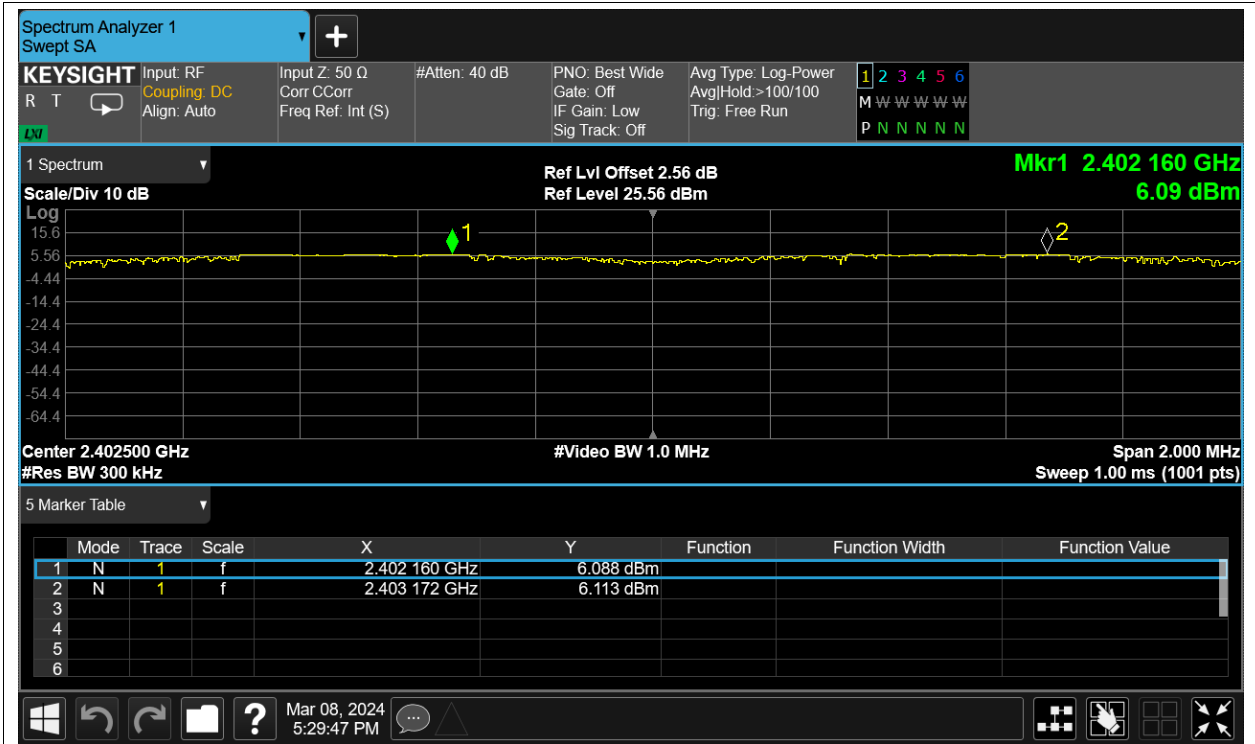 Spectrum Analyzer 1
Swept SA
KEYSIGHT
R T
LXI
Input: RF
Coupling: DC
Align: Auto
Input Z: 50 Ω
Corr CCorr
Freq Ref: Int (S)
#Atten: 40 dB
PNO: Best Wide
Gate: Off
IF Gain: Low
Sig Track: Off
Avg Type: Log-Power
Avg|Hold:>100/100
Trig: Free Run
1 2 3 4 5 6
M W W W W W
P N N N N N
1 Spectrum
Scale/Div 10 dB
Ref Lvl Offset 2.56 dB
Ref Level 25.56 dBm
Mkr1 2.402 160 GHz
6.09 dBm
Log
15.6
5.56
-4.44
-14.4
-24.4
-34.4
-44.4
-54.4
-64.4
1
2
Center 2.402500 GHz
#Video BW 1.0 MHz
Span 2.000 MHz
#Res BW 300 kHz
Sweep 1.00 ms (1001 pts)
5 Marker Table
Mode Trace Scale X Y Function Function Width Function Value
1 N 1 f 2.402 160 GHz 6.088 dBm
2 N 1 f 2.403 172 GHz 6.113 dBm
3
4
5
6
?
Mar 08, 2024
5:29:47 PM